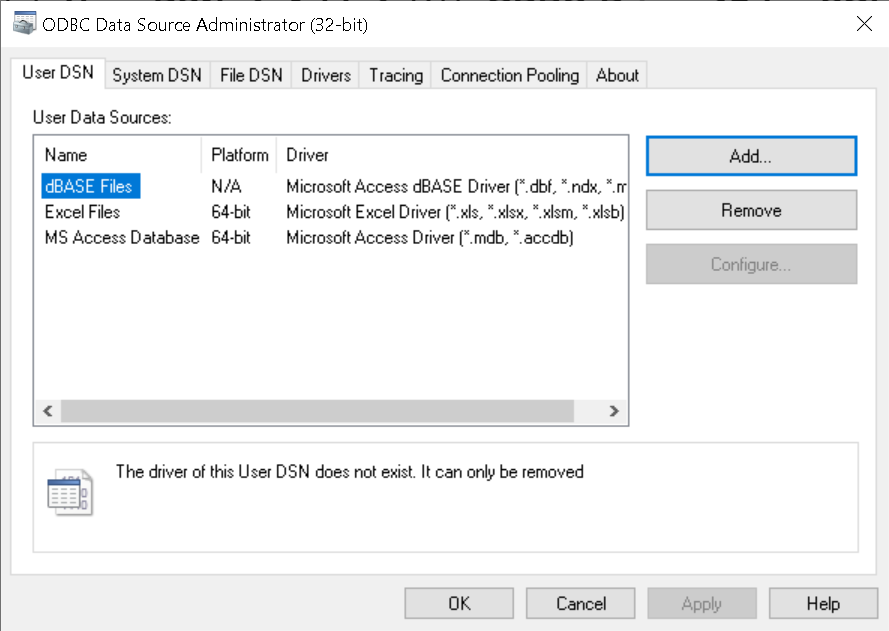 ODBC Data Source Administrator (32-bit)
User DSN System DSN File DSN Drivers Tracing Connection Pooling About
User Data Sources:
Name Platform Driver
dBASE Files N/A Microsoft Access dBASE Driver (*.dbf, *.ndx, *.m
Excel Files 64-bit Microsoft Excel Driver (*.xls, *.xlsx, *.xlsm, *.xlsb)
MS Access Database 64-bit Microsoft Access Driver (*.mdb, *.accdb)
Add...
Remove
Configure...
The driver of this User DSN does not exist. It can only be removed
OK Cancel Apply Help